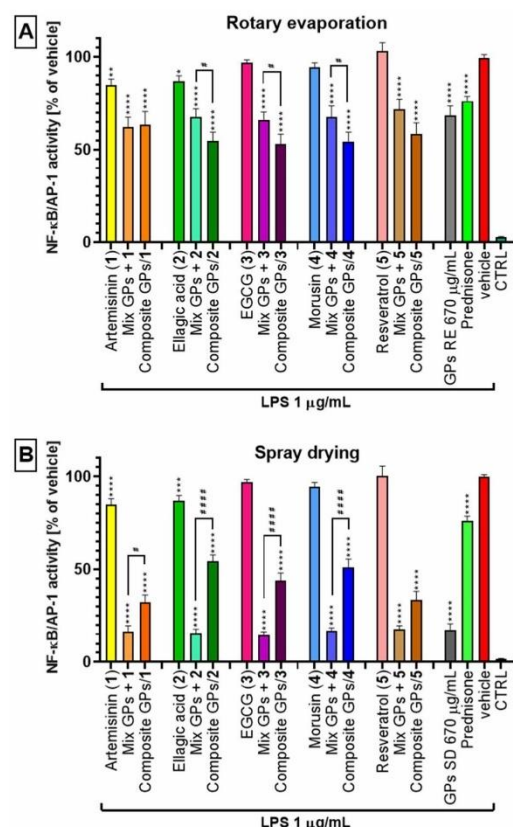 A
Rotary evaporation
NF-κB/AP-1 activity [% of vehicle]
100
50
0
**
****
****
*
****
#
****
****
#
****
****
#
****
****
****
****
****
Artemisinin (1)
Mix GPs + 1
Composite GPs/1
Ellagic acid (2)
Mix GPs + 2
Composite GPs/2
EGCG (3)
Mix GPs + 3
Composite GPs/3
Morusin (4)
Mix GPs + 4
Composite GPs/4
Resveratrol (5)
Mix GPs + 5
Composite GPs/5
GPs RE 670 µg/mL
Prednisone
vehicle
CTRL
LPS 1 µg/mL
B
Spray drying
NF-κB/AP-1 activity [% of vehicle]
100
50
0
****
****
#
****
****
####
****
****
####
****
****
####
****
****
****
****
****
Artemisipin (1)
Mix GPs + 1
Composite GPs/1
Ellagic acid (2)
Mix GPs + 2
Composite GPs/2
EGCG (3)
Mix GPs + 3
Composite GPs/3
Morusin (4)
Mix GPs + 4
Composite GPs/4
Resveratrol (5)
Mix GPs + 5
Composite GPs/5
GPs SD 670 µg/mL
Prednisone
vehicle
CTRL
LPS 1 µg/mL